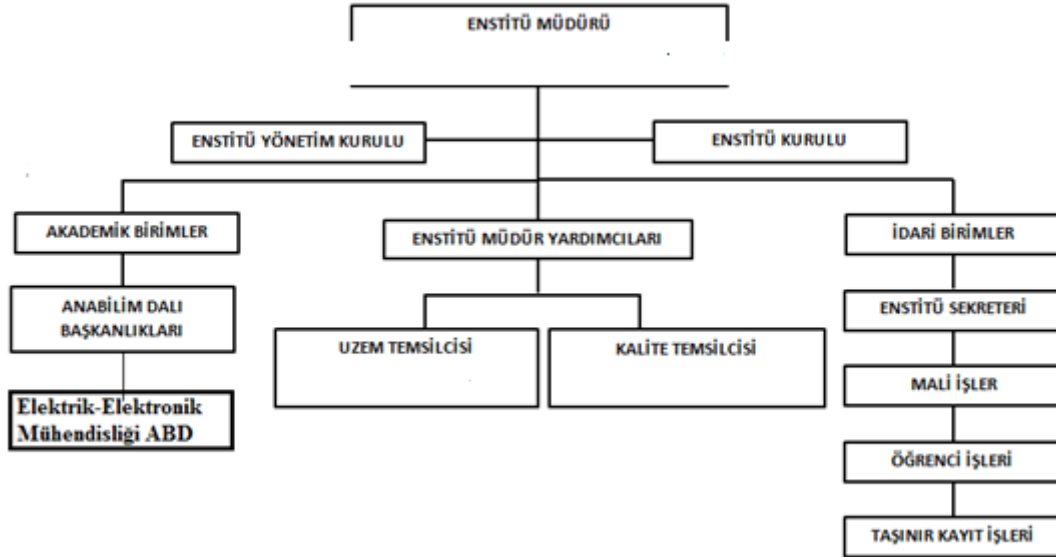 ENSTİTÜ MÜDÜRÜ
ENSTİTÜ YÖNETİM KURULU
ENSTİTÜ KURULU
AKADEMİK BİRİMLER
ENSTİTÜ MÜDÜR YARDIMCILARI
İDARİ BİRİMLER
ANABİLİM DALI
BAŞKANLIKLARI
ENSTİTÜ SEKRETERİ
UZEM TEMSİLCİSİ
KALİTE TEMSİLCİSİ
MALİ İŞLER
Elektrik-Elektronik
Mühendisliği ABD
ÖĞRENCİ İŞLERİ
TAŞINIR KAYIT İŞLERİ